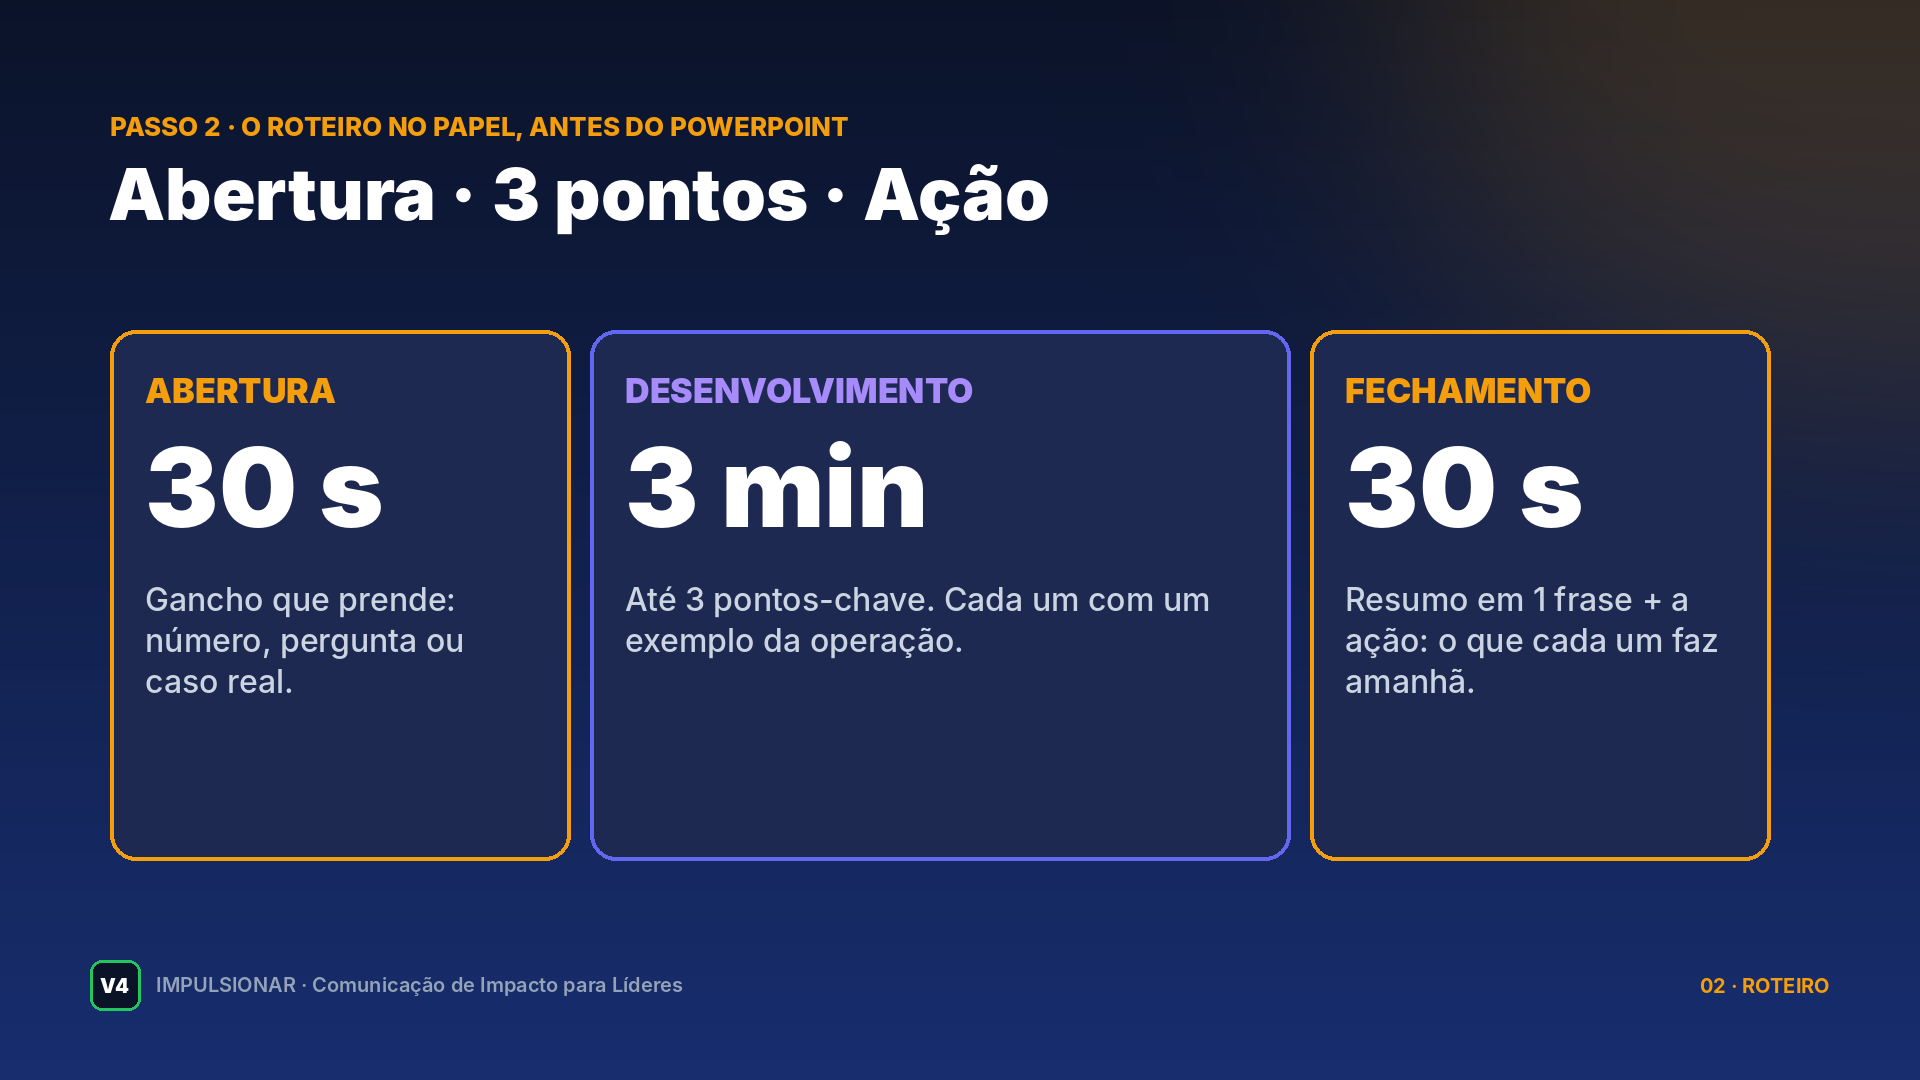 PASSO 2 · O ROTEIRO NO PAPEL, ANTES DO POWERPOINT
Abertura · 3 pontos · Ação
ABERTURA
30 s
Gancho que prende:
número, pergunta ou
caso real.
DESENVOLVIMENTO
3 min
Até 3 pontos-chave. Cada um com um
exemplo da operação.
FECHAMENTO
30 s
Resumo em 1 frase + a
ação: o que cada um faz
amanhã.
V4
IMPULSIONAR · Comunicação de Impacto para Líderes
02 · ROTEIRO